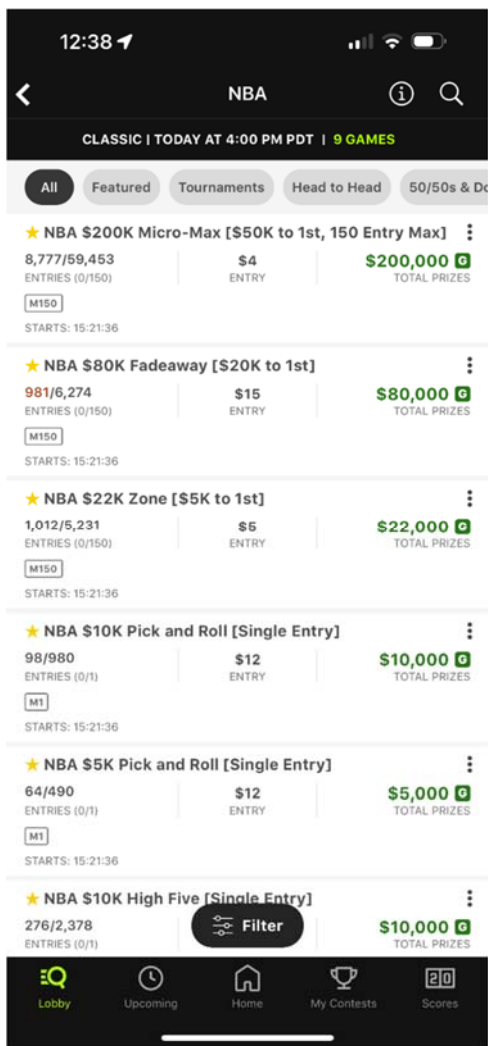 12:38
NBA
CLASSIC | TODAY AT 4:00 PM PDT | 9 GAMES
All Featured Tournaments Head to Head 50/50s & Do
NBA $200K Micro-Max [$50K to 1st, 150 Entry Max]
8,777/59,453 $4 $200,000 G
ENTRIES (0/150) ENTRY TOTAL PRIZES
M150
STARTS: 15:21:36
NBA $80K Fadeaway [$20K to 1st]
981/6,274 $15 $80,000 G
ENTRIES (0/150) ENTRY TOTAL PRIZES
M150
STARTS: 15:21:36
NBA $22K Zone [$5K to 1st]
1,012/5,231 $5 $22,000 G
ENTRIES (0/150) ENTRY TOTAL PRIZES
M150
STARTS: 15:21:36
NBA $10K Pick and Roll [Single Entry]
98/980 $12 $10,000 G
ENTRIES (0/1) ENTRY TOTAL PRIZES
M1
STARTS: 15:21:36
NBA $5K Pick and Roll [Single Entry]
64/490 $12 $5,000 G
ENTRIES (0/1) ENTRY TOTAL PRIZES
M1
STARTS: 15:21:36
NBA $10K High Five [Single Entry]
276/2,378 Filter $10,000 G
ENTRIES (0/1) TOTAL PRIZES
Lobby Upcoming Home My Contests 20 Scores